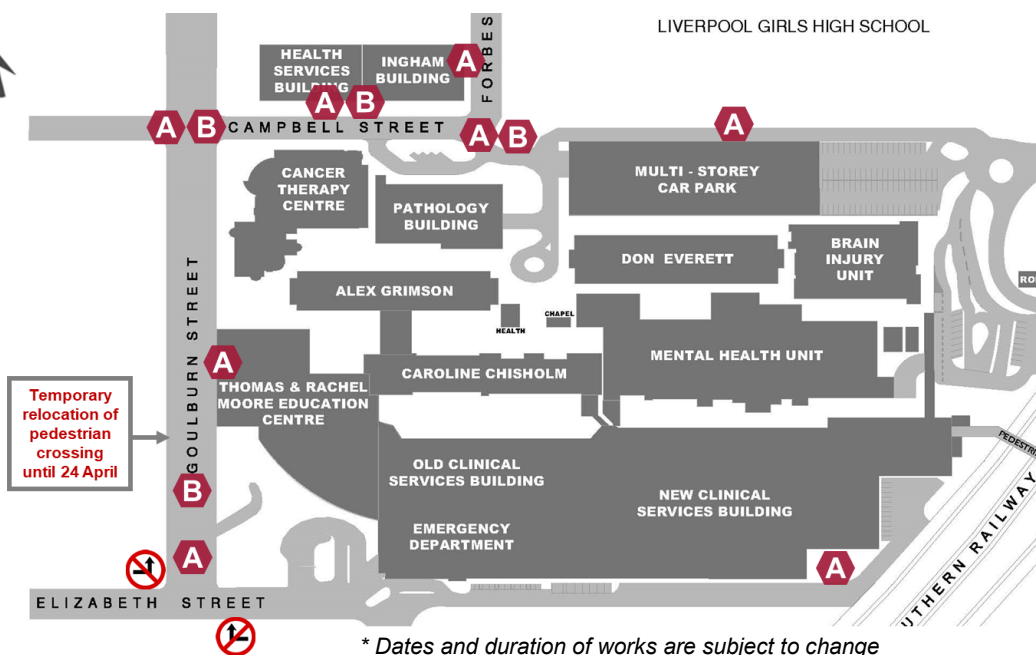 LIVERPOOL GIRLS HIGH SCHOOL
FORBES
HEALTH
SERVICES
BUILDING
INGHAM
BUILDING
A
A
B
A
B
CAMPBELL STREET
A
B
A
MULTI - STOREY
CAR PARK
CANCER
THERAPY
CENTRE
PATHOLOGY
BUILDING
DON EVERETT
BRAIN
INJURY
UNIT
ALEX GRIMSON
HEALTH
CHAPEL
MENTAL HEALTH UNIT
GOULBURN STREET
A
THOMAS & RACHEL
MOORE EDUCATION
CENTRE
CAROLINE CHISHOLM
Temporary
relocation of
pedestrian
crossing
until 24 April
B
OLD CLINICAL
SERVICES BUILDING
NEW CLINICAL
SERVICES BUILDING
EMERGENCY
DEPARTMENT
A
A
ELIZABETH STREET
PEDESTRI
UTHERN RAILWAY
* Dates and duration of works are subject to change